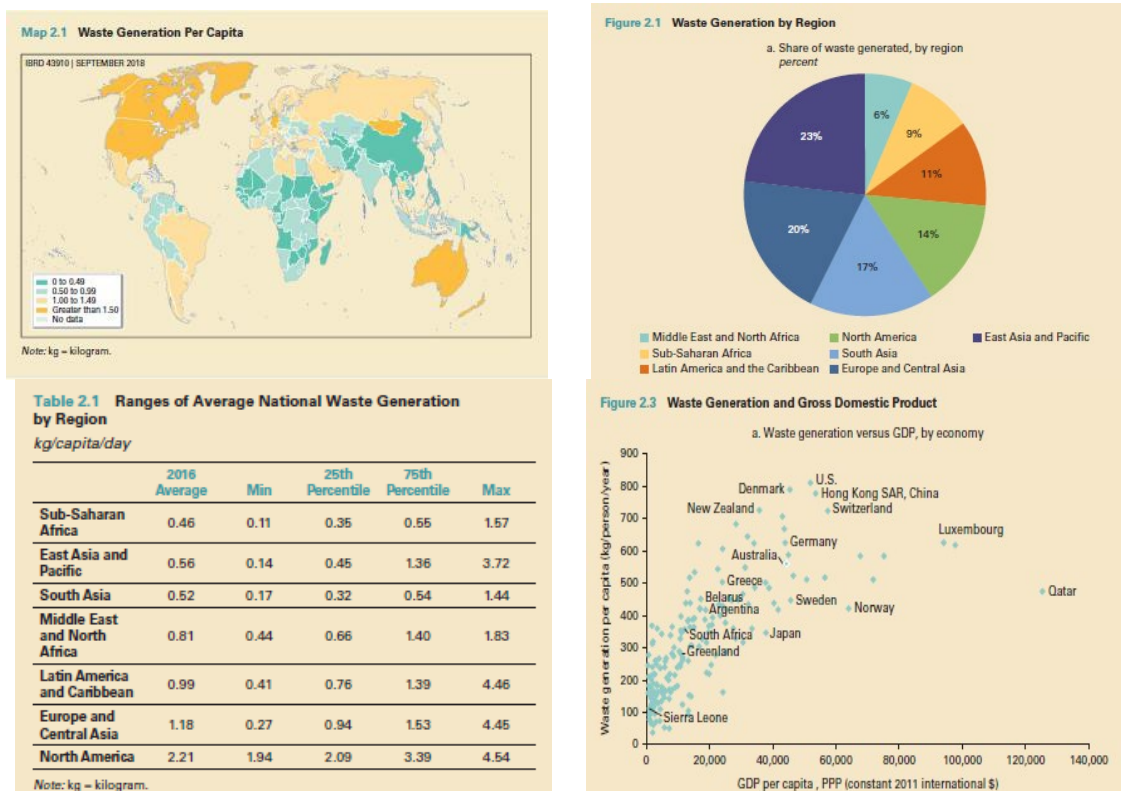 Map 2.1 Waste Generation Per Capita
IBRD 43910 | SEPTEMBER 2018
0 to 0.49
0.50 to 0.99
1.00 to 1.49
Greater than 1.50
No data
Note: kg = kilogram.
Figure 2.1 Waste Generation by Region
a. Share of waste generated, by region
percent
6%
9%
11%
14%
17%
20%
23%
Middle East and North Africa
North America
East Asia and Pacific
Sub-Saharan Africa
South Asia
Latin America and the Caribbean
Europe and Central Asia
Table 2.1 Ranges of Average National Waste Generation
by Region
kg/capita/day
2016 Average Min 25th Percentile 75th Percentile Max
Sub-Saharan Africa 0.46 0.11 0.35 0.55 1.57
East Asia and Pacific 0.56 0.14 0.45 1.36 3.72
South Asia 0.52 0.17 0.32 0.54 1.44
Middle East and North Africa 0.81 0.44 0.66 1.40 1.83
Latin America and Caribbean 0.99 0.41 0.76 1.39 4.46
Europe and Central Asia 1.18 0.27 0.94 1.53 4.45
North America 2.21 1.94 2.09 3.39 4.54
Note: kg = kilogram.
Figure 2.3 Waste Generation and Gross Domestic Product
a. Waste generation versus GDP, by economy
Waste generation per capita (kg/person/year)
900
800
700
600
500
400
300
200
100
0
U.S.
Denmark
Hong Kong SAR, China
New Zealand
Switzerland
Luxembourg
Germany
Australia
Greece
Qatar
Belarus
Sweden
Argentina
Norway
South Africa
Japan
Greenland
Sierra Leone
0 20,000 40,000 60,000 80,000 100,000 120,000 140,000
GDP per capita , PPP (constant 2011 international $)